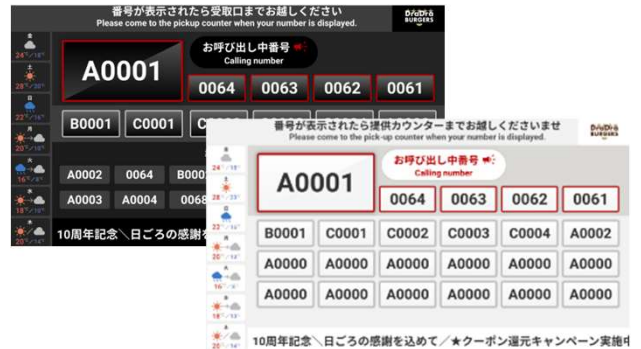 番号が表示されたら受取口までお越しください
Please come to the pickup counter when your number is displayed.
BURGERS
お呼び出し中番号
Calling number
A0001
0064 0063 0062 0061
B0001 C0001
A0002 0064
A0003 A0004 0068
10周年記念＼日ごろの感謝を
番号が表示されたら提供カウンターまでお越しくださいませ
Please come to the pick-up counter when your number is displayed.
BURGERS
お呼び出し中番号
Calling number
A0001
0064 0063 0062 0061
B0001 C0001 C0002 C0003 C0004 A0002
A0000 A0000 A0000 A0000 A0000 A0000
A0000 A0000 A0000 A0000 A0000 A0000
10周年記念＼日ごろの感謝を込めて／★クーポン還元キャンペーン実施中